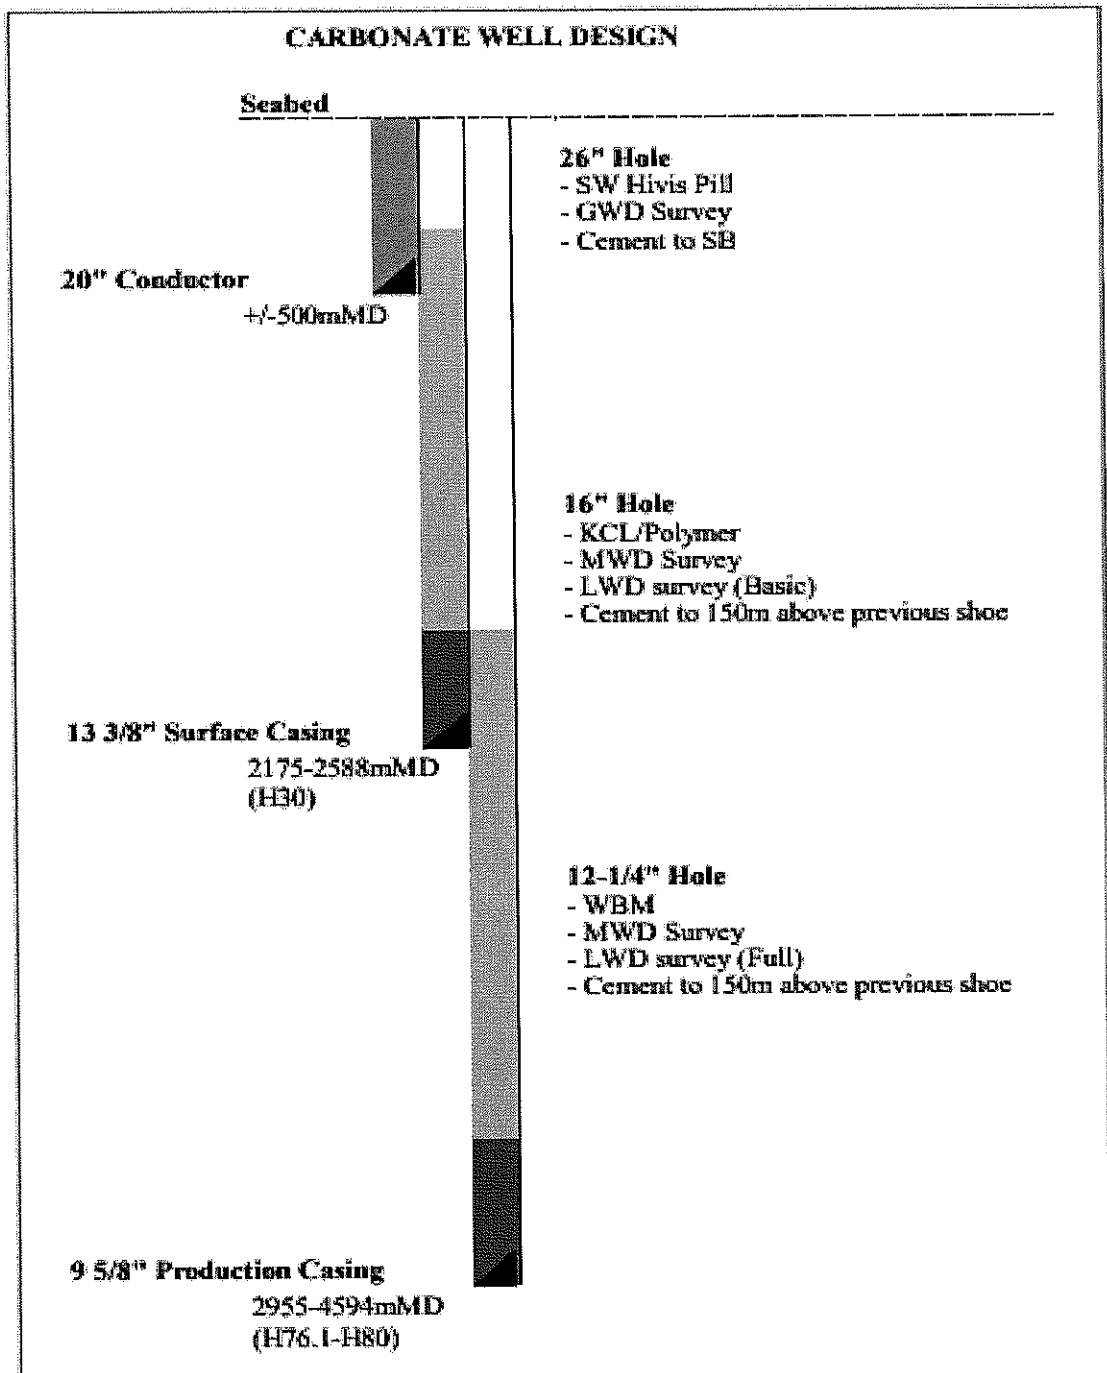 CARBONATE WELL DESIGN
Seabed
26" Hole
- SW Hivis Pill
- GWD Survey
- Cement to SB
20" Conductor
+/-500mMD
16" Hole
- KCL/Polymer
- MWD Survey
- LWD survey (Basic)
- Cement to 150m above previous shoe
13 3/8" Surface Casing
2175-2588mMD
(H30)
12-1/4" Hole
- WBM
- MWD Survey
- LWD survey (Full)
- Cement to 150m above previous shoe
9 5/8" Production Casing
2955-4594mMD
(H76.1-H80)